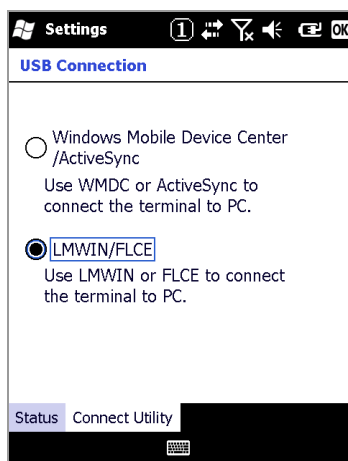 Settings 1 OK
USB Connection
Windows Mobile Device Center
/ActiveSync
Use WMDC or ActiveSync to
connect the terminal to PC.
LMWIN/FLCE
Use LMWIN or FLCE to connect
the terminal to PC.
Status Connect Utility